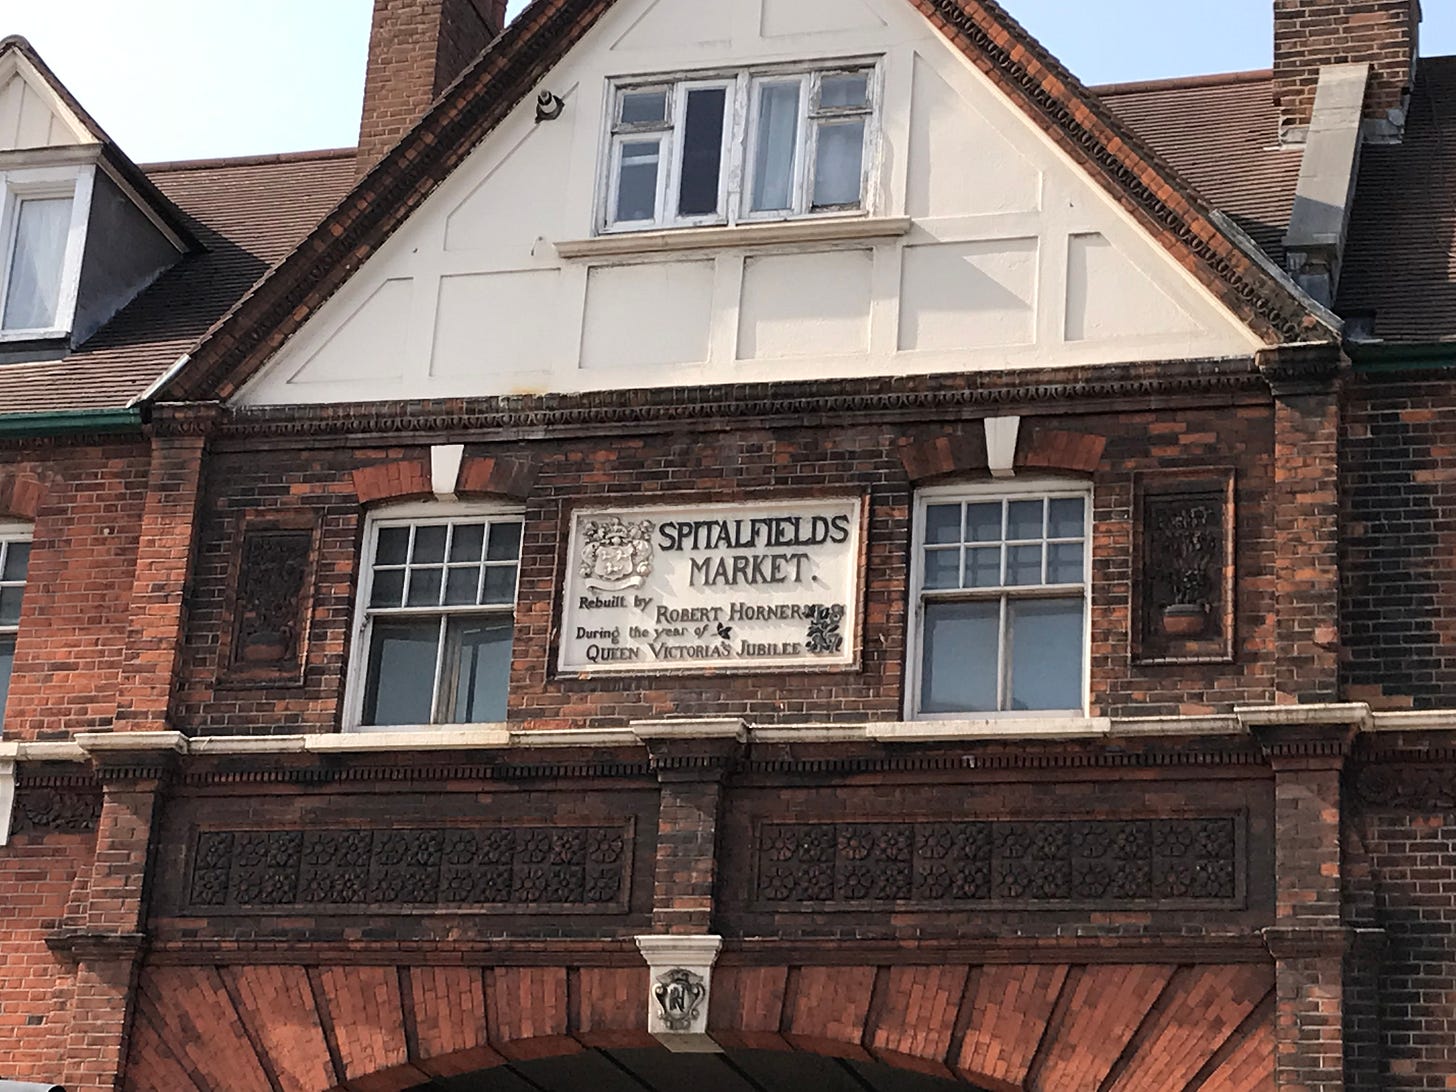 SPITALFIELDS
MARKET.
Rebuilt by
ROBERT HORNER
During the year of
QUEEN VICTORIA'S JUBILEE